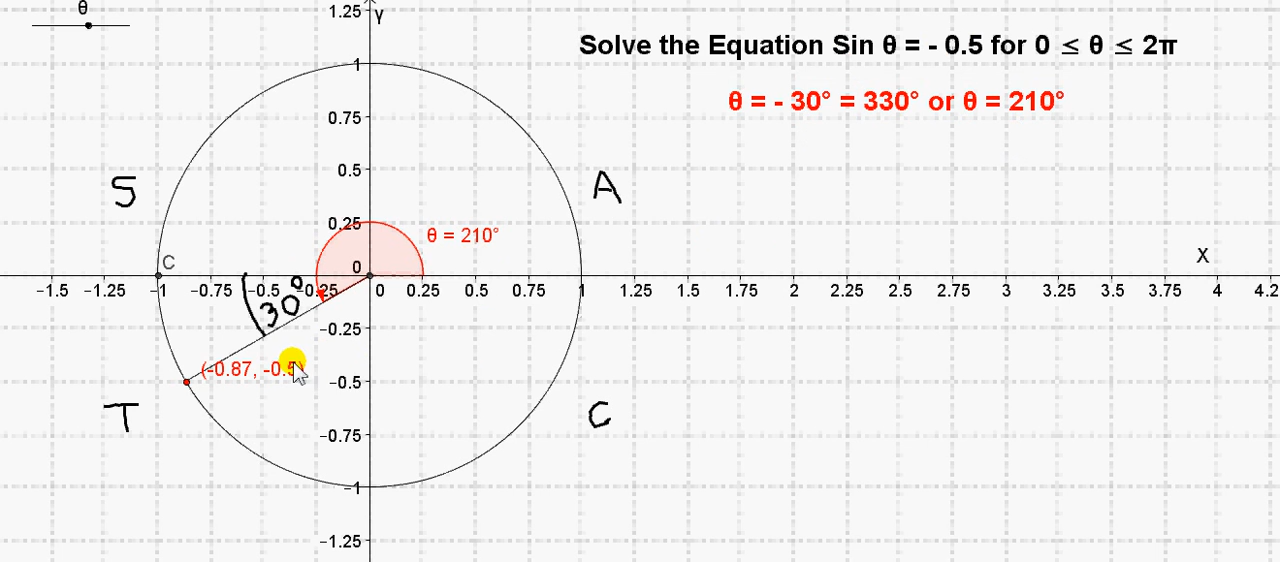 θ
Y
Solve the Equation Sin θ = - 0.5 for 0 ≤ θ ≤ 2π
θ = - 30° = 330° or θ = 210°
1.25
1
0.75
0.5
0.25
S
A
θ = 210°
C
0
X
−1.5 −1.25 −1 −0.75 −0.5 −0.25 0 0.25 0.5 0.75 1 1.25 1.5 1.75 2 2.25 2.5 2.75 3 3.25 3.5 3.75 4 4.2
30°
−0.25
(-0.87, -0.5)
−0.5
T
C
−0.75
−1
−1.25